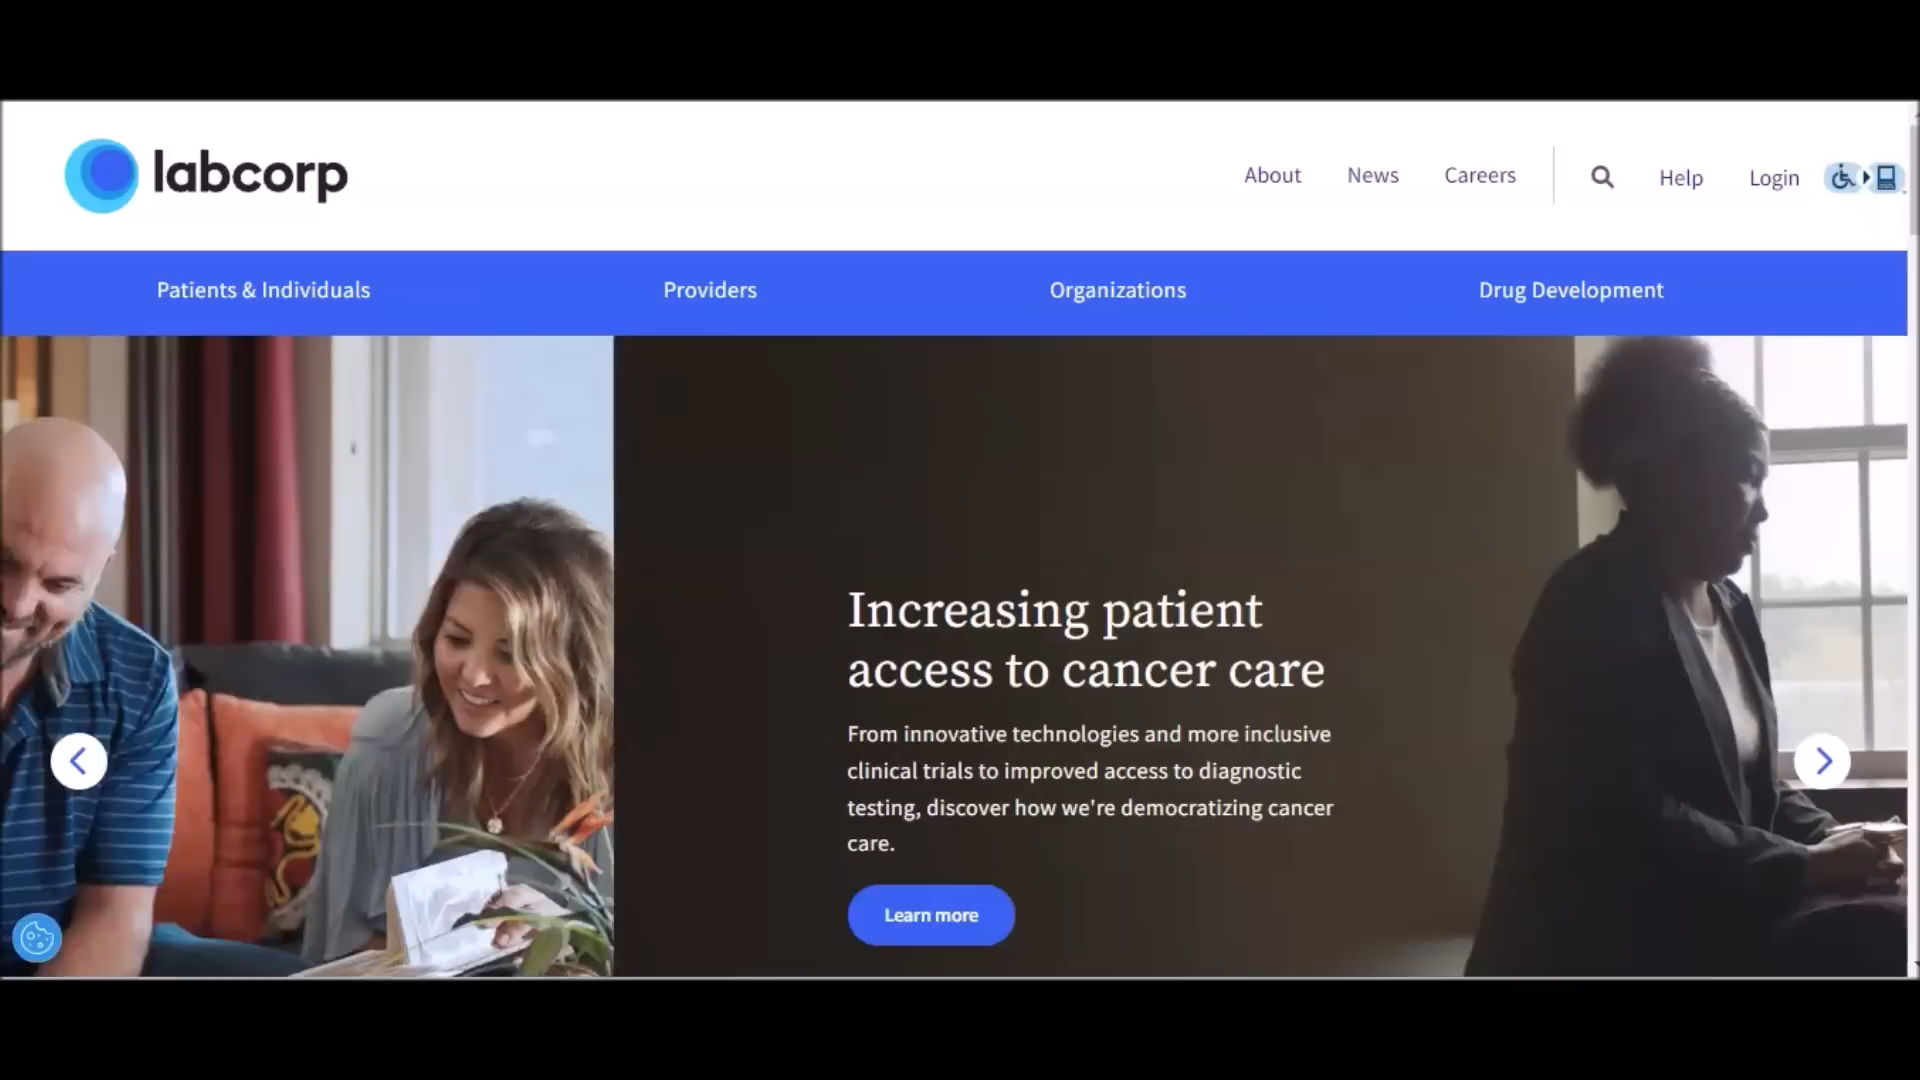 labcorp
About
News
Careers
Help
Login
Patients & Individuals
Providers
Organizations
Drug Development
Increasing patient
access to cancer care
From innovative technologies and more inclusive
clinical trials to improved access to diagnostic
testing, discover how we're democratizing cancer
care.
Learn more